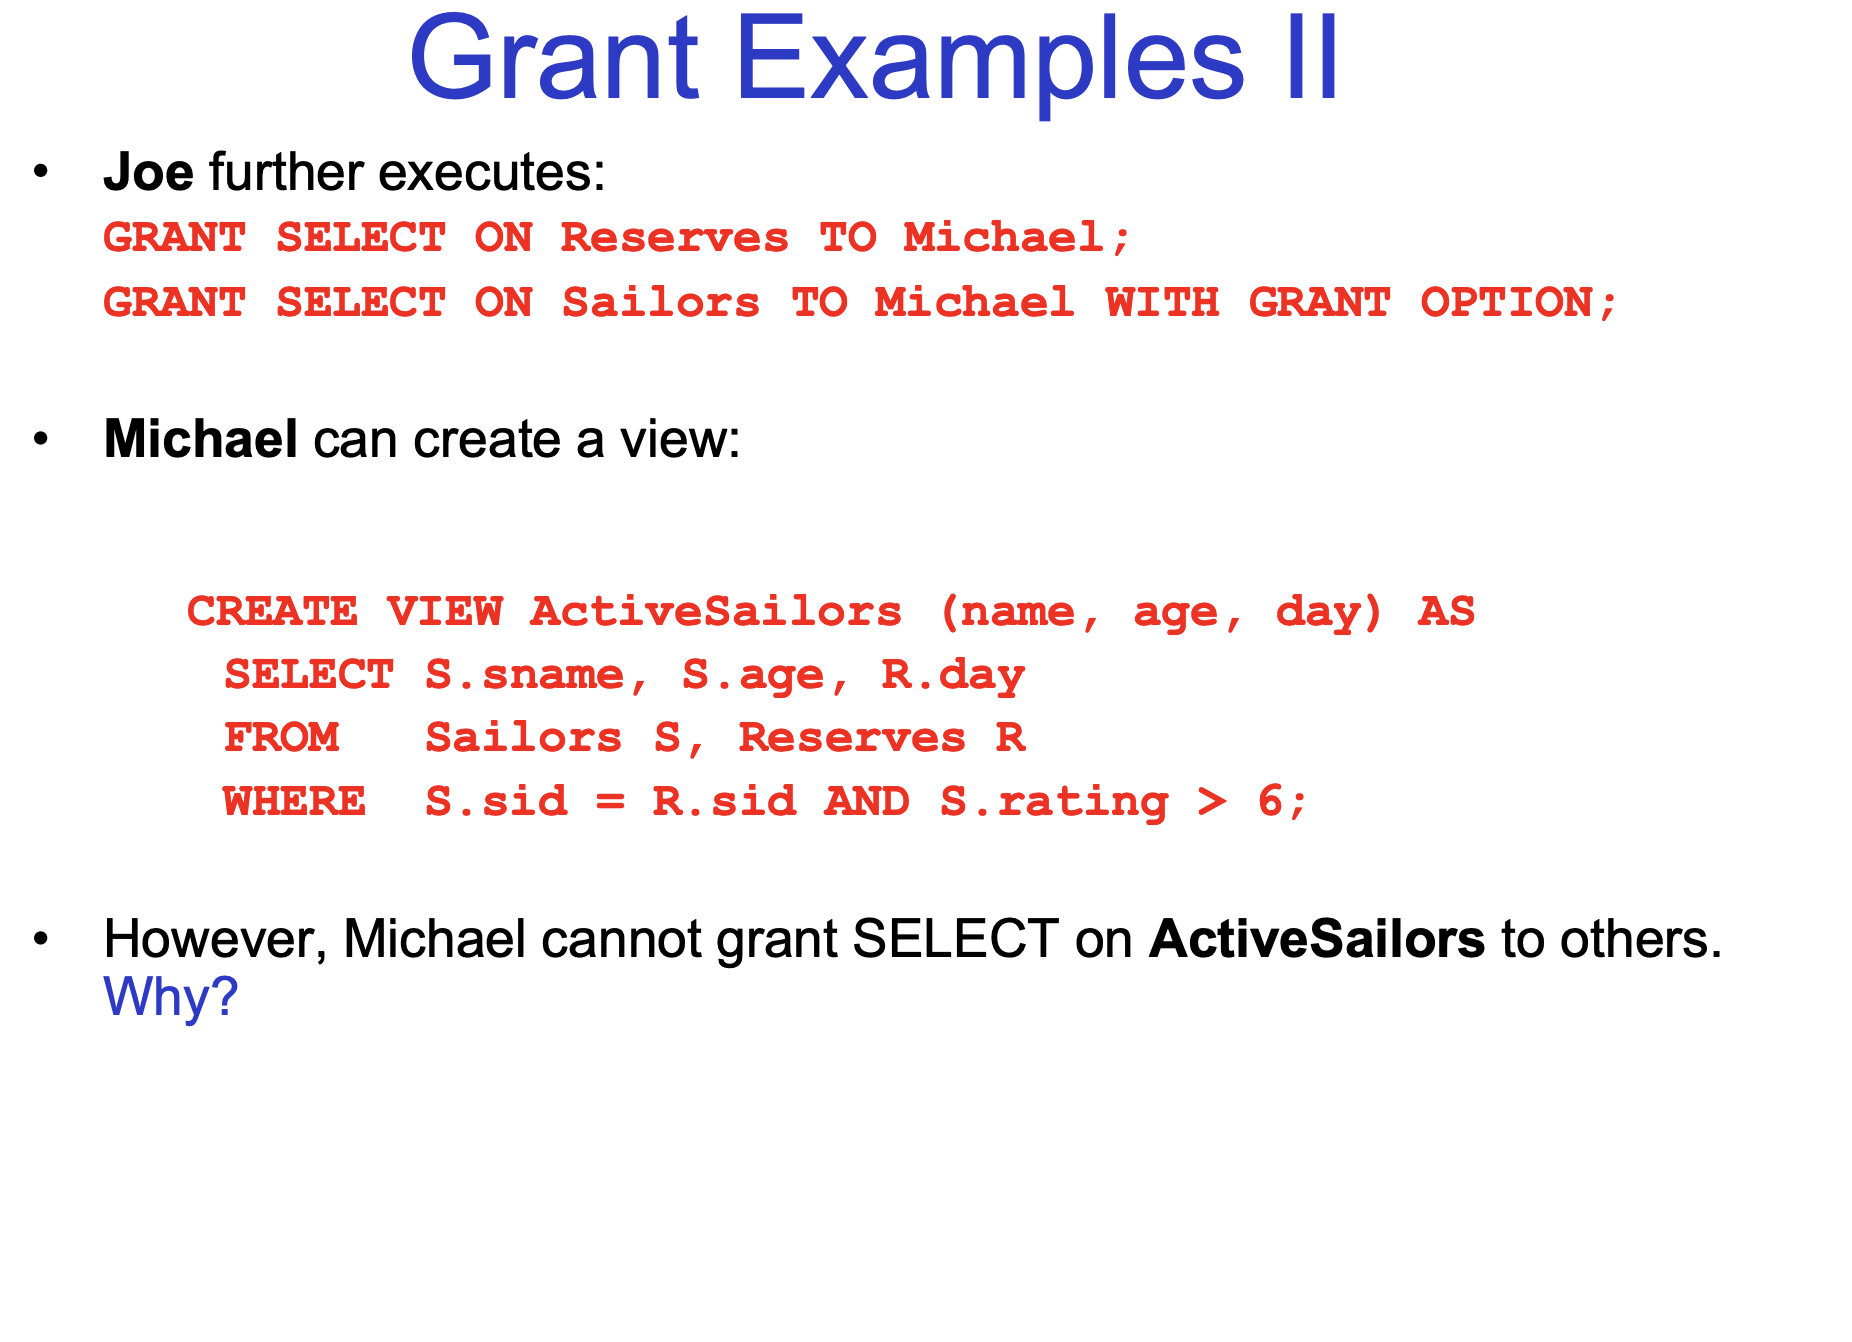 Grant Examples II
• Joe further executes:
GRANT SELECT ON Reserves TO Michael;
GRANT SELECT ON Sailors TO Michael WITH GRANT OPTION;
• Michael can create a view:
CREATE VIEW ActiveSailors (name, age, day) AS
SELECT S.sname, S.age, R.day
FROM Sailors S, Reserves R
WHERE S.sid = R.sid AND S.rating > 6;
• However, Michael cannot grant SELECT on ActiveSailors to others.
Why?